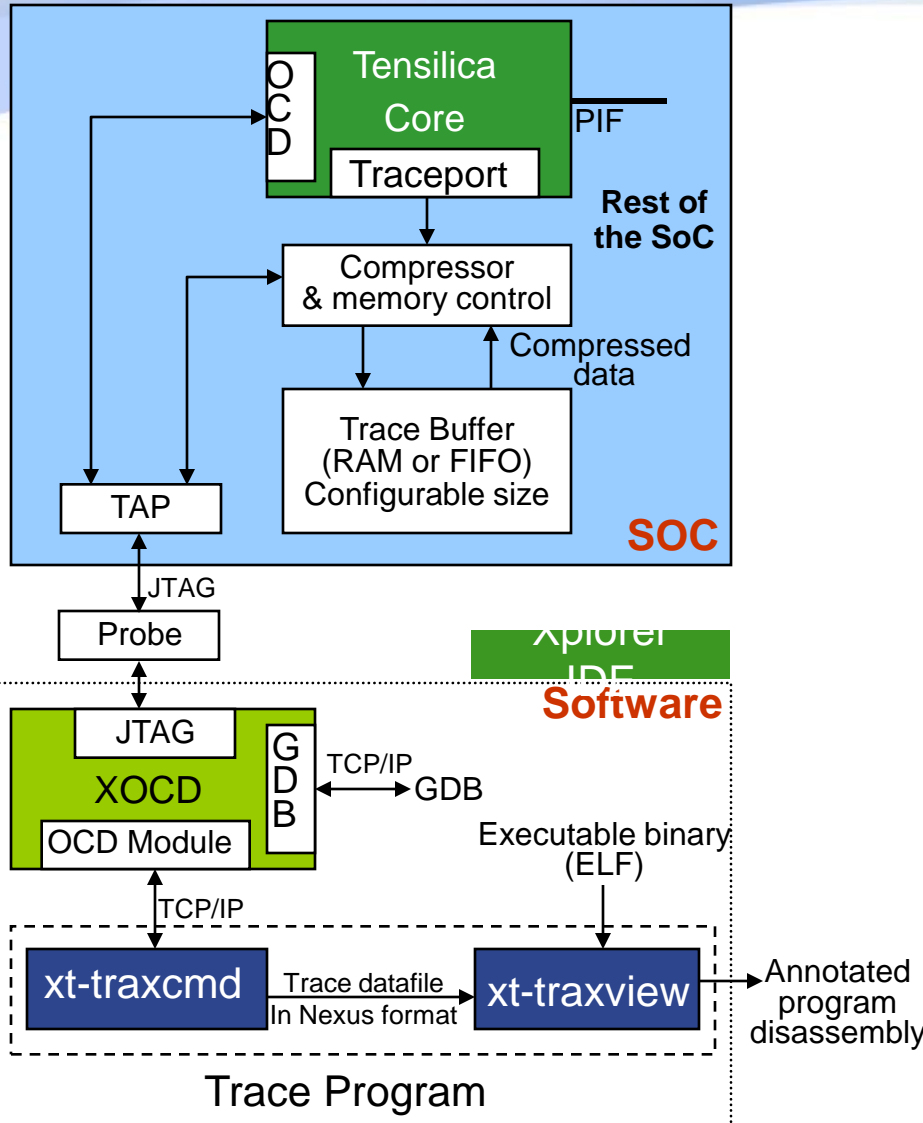 O
C
D
Tensilica
Core
PIF
Traceport
Rest of
the SoC
Compressor
& memory control
Compressed
data
Trace Buffer
(RAM or FIFO)
Configurable size
TAP
SOC
JTAG
Probe
Xplorer
IDE
Software
JTAG
G
D
B
XOCD
TCP/IP
GDB
OCD Module
Executable binary
(ELF)
TCP/IP
xt-traxcmd
Trace datafile
In Nexus format
xt-traxview
Annotated
program
disassembly
Trace Program